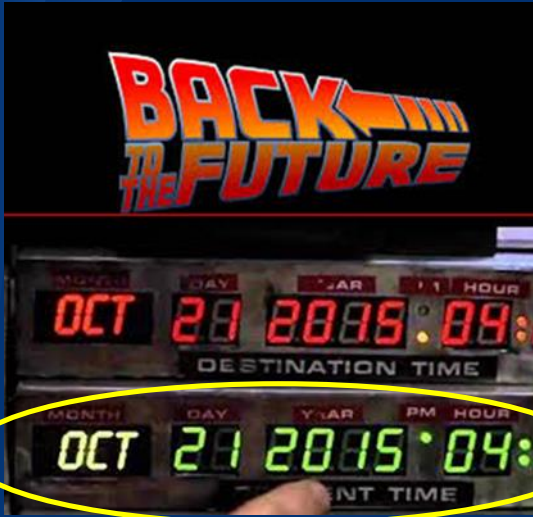 BACK
TO
THE FUTURE
MONTH DAY HOUR
OCT 21 2015 04:
DESTINATION TIME
MONTH DAY PM HOUR
OCT 21 2015 04:
TIME